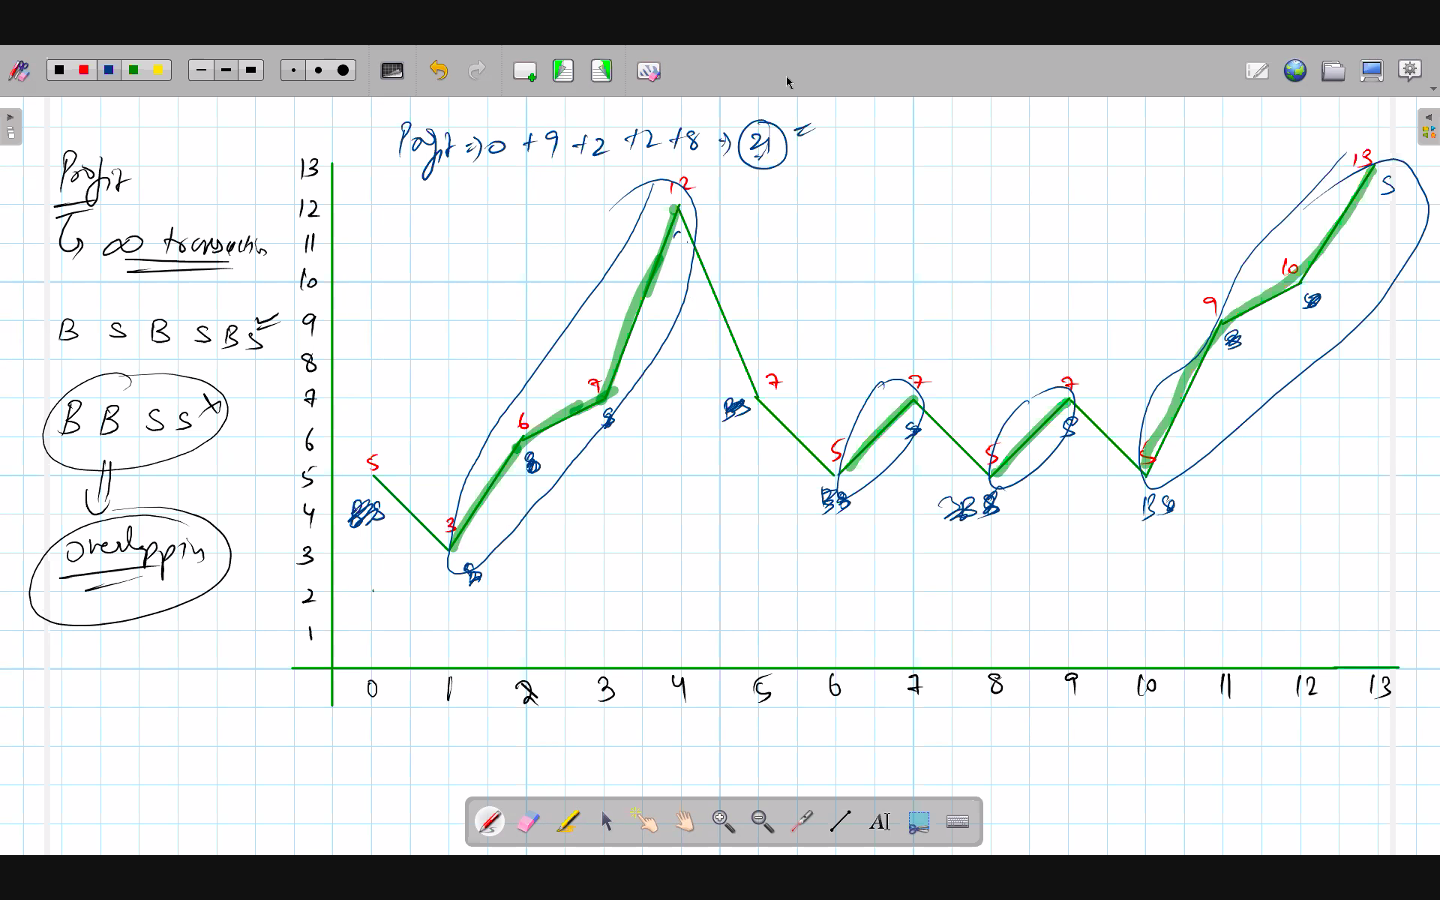 Profit => 0 + 9 + 2 + 2 + 8 => 21
Profit
∞ transactions
B S B S B S
B B S S x
overlapping
13
12
11
10
9
8
7
6
5
4
3
2
1
0 1 2 3 4 5 6 7 8 9 10 11 12 13
5 3 6 7 12 7 5 7 5 7 5 9 10 13
S
S
S
B S
S
AI